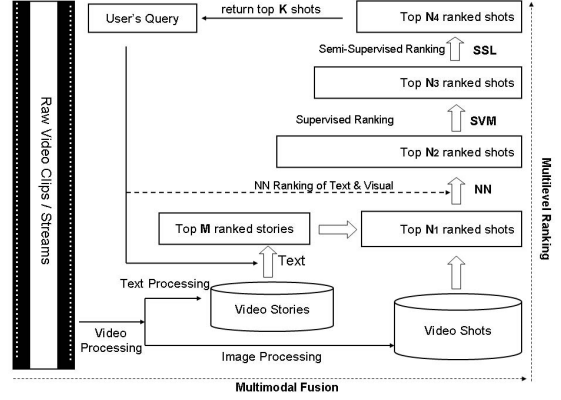 User's Query
return top K shots
Top N4 ranked shots
Semi-Supervised Ranking
SSL
Top N3 ranked shots
Supervised Ranking
SVM
Top N2 ranked shots
NN Ranking of Text & Visual
NN
Top M ranked stories
Top N1 ranked shots
Text
Text Processing
Video Stories
Video Shots
Video
Processing
Image Processing
Raw Video Clips / Streams
Multilevel Ranking
Multimodal Fusion